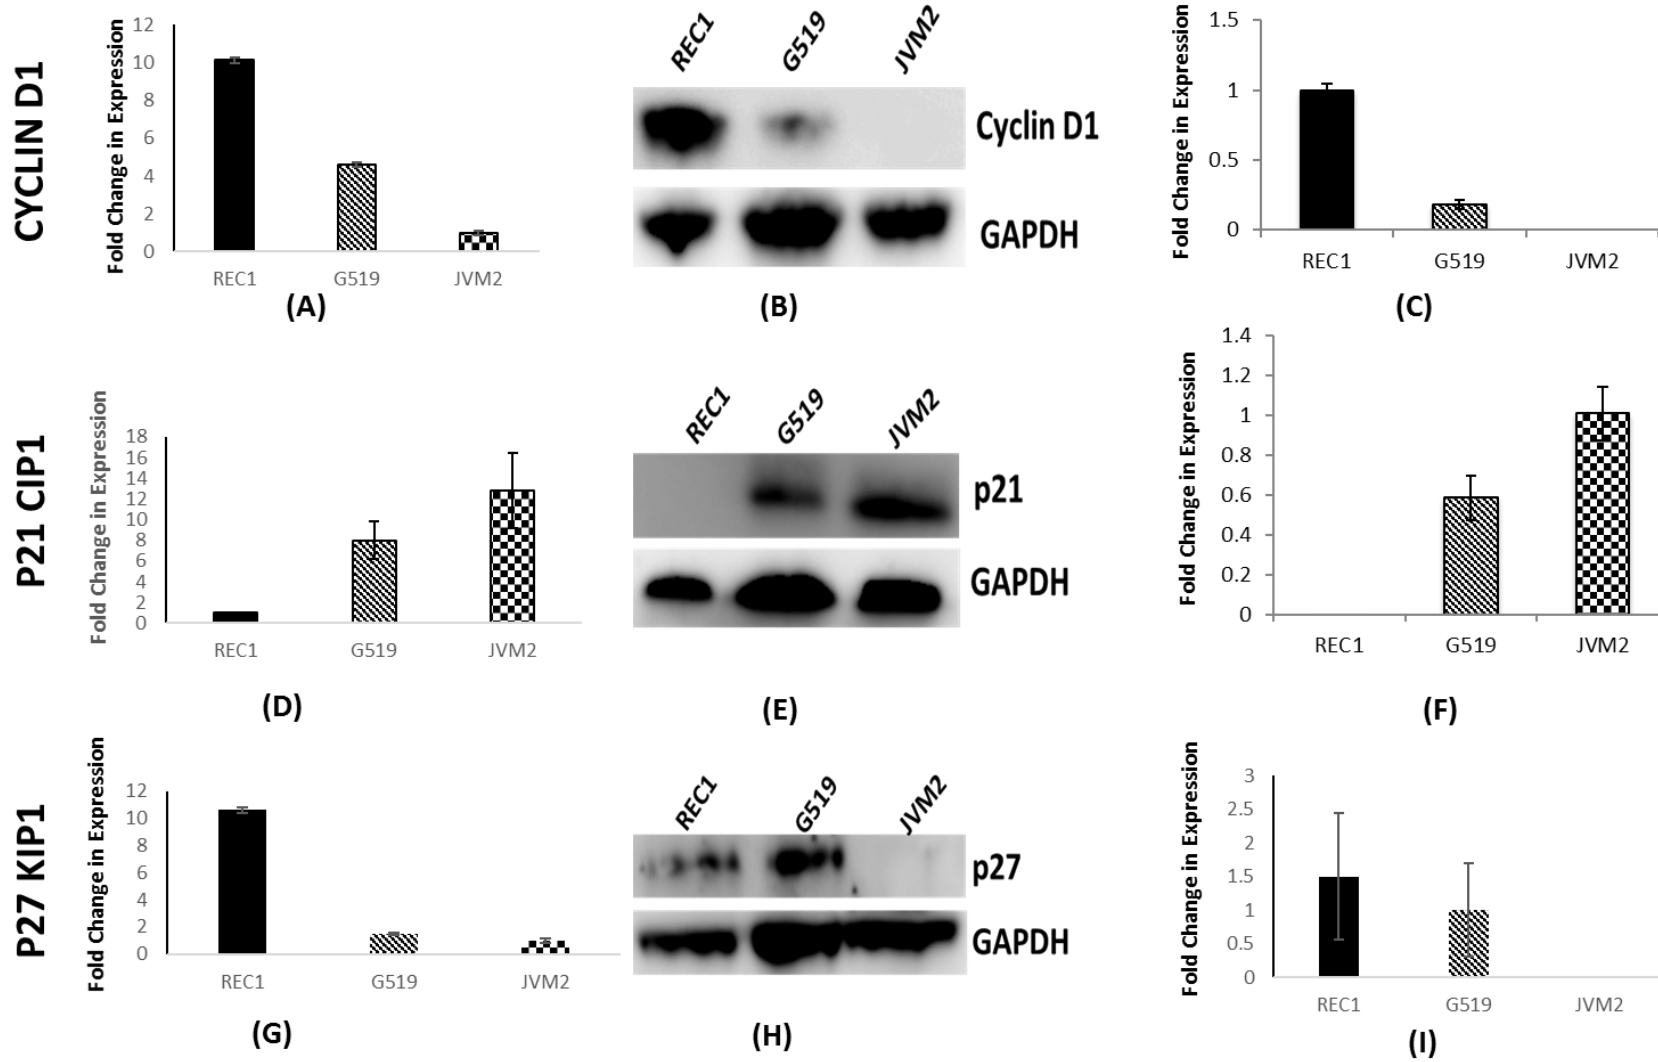 CYCLIN D1
Fold Change in Expression
12
10
8
6
4
2
0
REC1 G519 JVM2
(A)
REC1 G519 JVM2
Cyclin D1
GAPDH
(B)
Fold Change in Expression
1.5
1
0.5
0
REC1 G519 JVM2
(C)
P21 CIP1
Fold Change in Expression
18
16
14
12
10
8
6
4
2
0
REC1 G519 JVM2
(D)
REC1 G519 JVM2
p21
GAPDH
(E)
Fold Change in Expression
1.4
1.2
1
0.8
0.6
0.4
0.2
0
REC1 G519 JVM2
(F)
P27 KIP1
Fold Change in Expression
12
10
8
6
4
2
0
REC1 G519 JVM2
(G)
REC1 G519 JVM2
p27
GAPDH
(H)
Fold Change in Expression
3
2.5
2
1.5
1
0.5
0
REC1 G519 JVM2
(I)